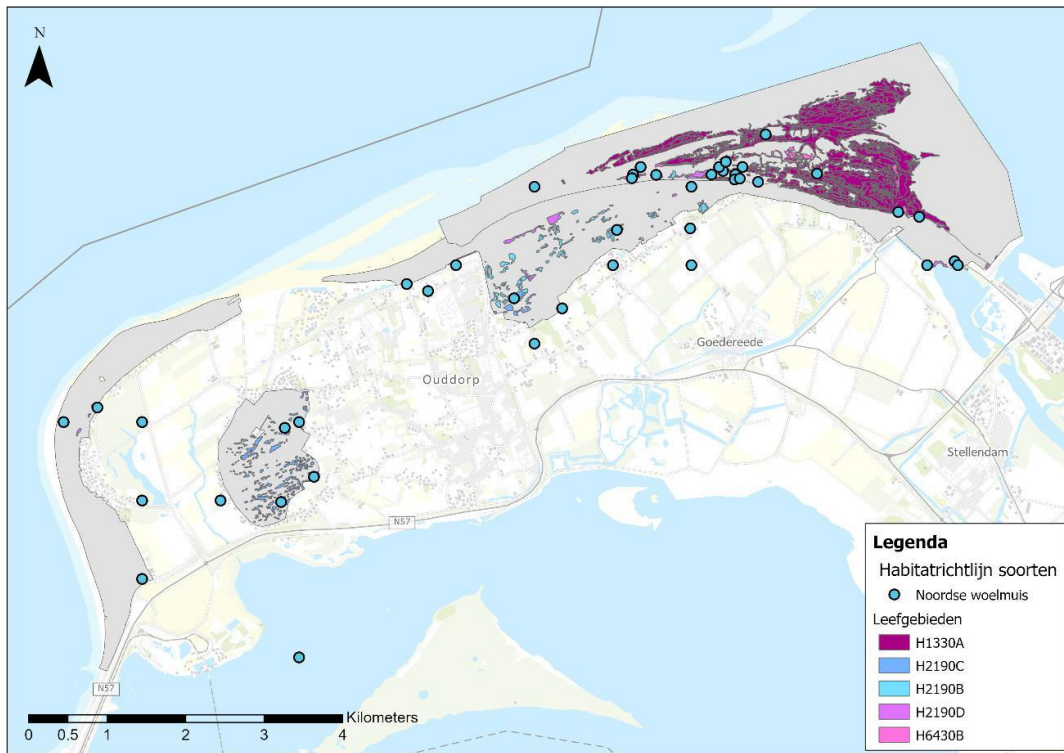 N
Ouddorp
Goedereede
Stellendam
N57
N57
0 0.5 1 2 3 4 Kilometers
Legenda
Habitatrichtlijn soorten
Noordse woelmuis
Leefgebieden
H1330A
H2190C
H2190B
H2190D
H6430B